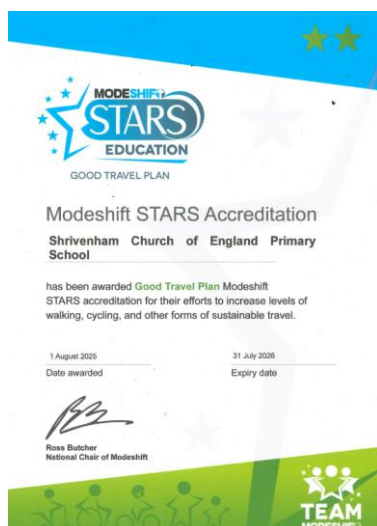 MODESHIFT
STARS
EDUCATION
GOOD TRAVEL PLAN
Modeshift STARS Accreditation
Shrivenham Church of England Primary
School
has been awarded Good Travel Plan Modeshift
STARS accreditation for their efforts to increase levels of
walking, cycling, and other forms of sustainable travel.
1 August 2025 31 July 2026
Date awarded Expiry date
Ross Butcher
National Chair of Modeshift
TEAM
MODESHIFT